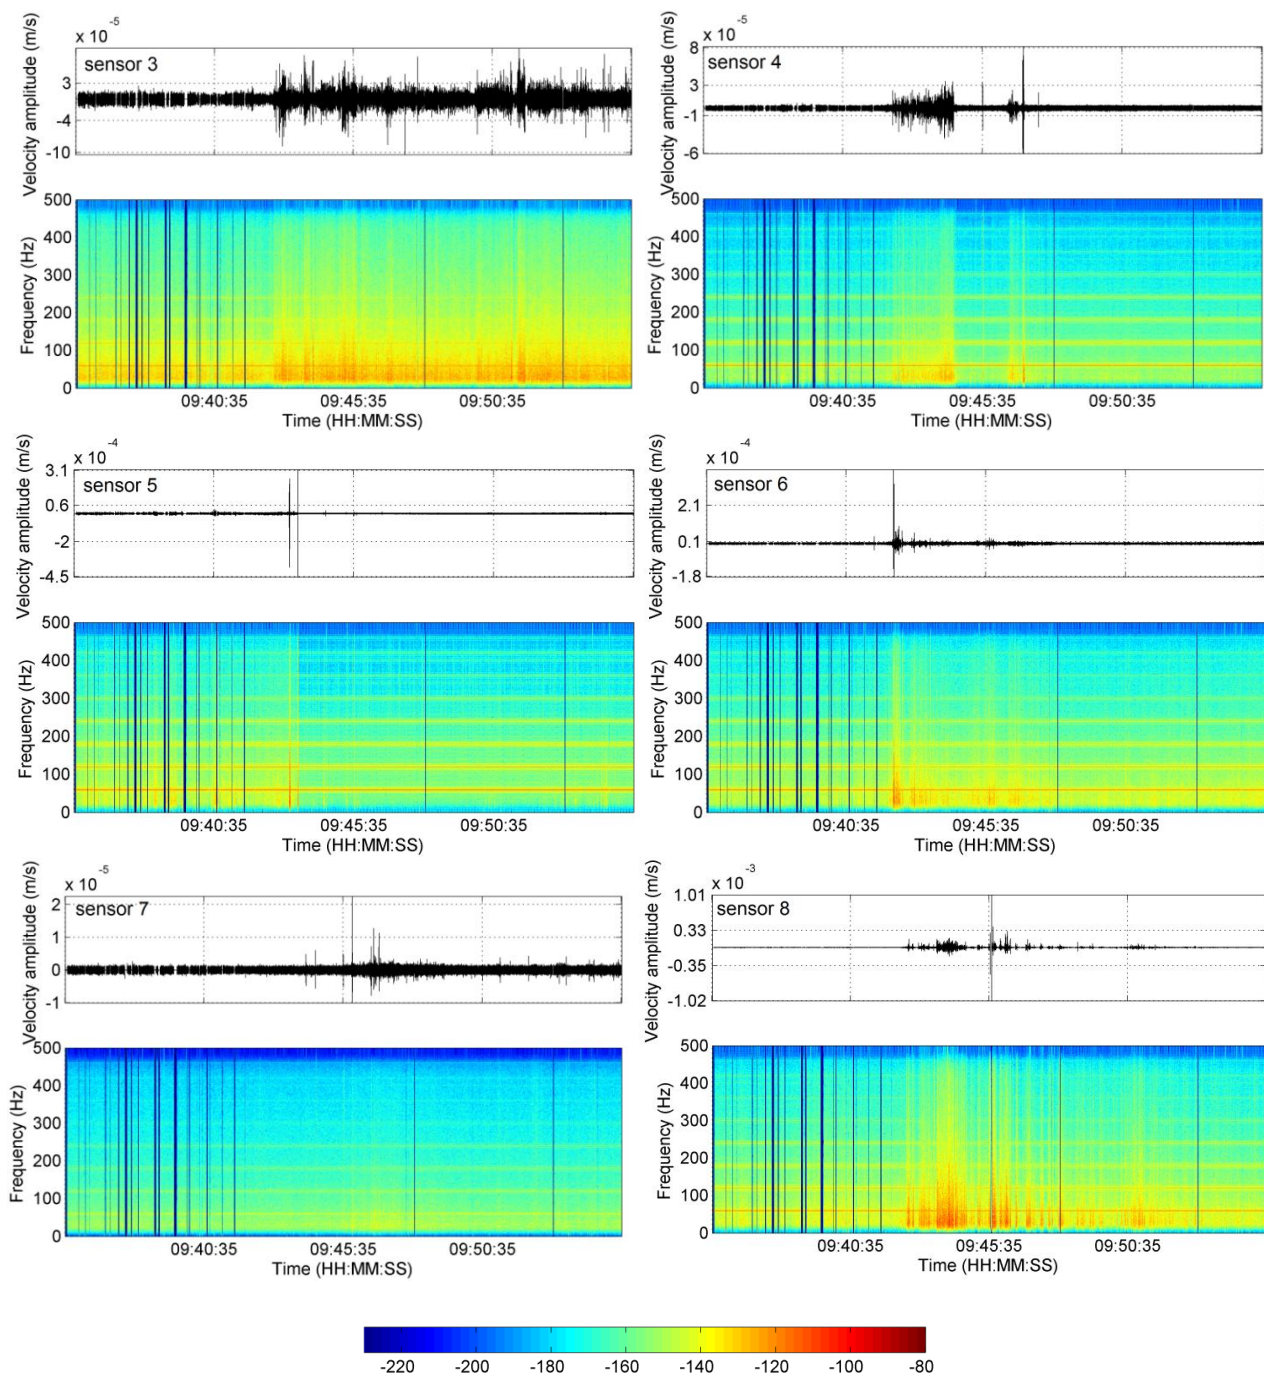 x 10 -5
x 10 -5
Velocity amplitude (m/s)
sensor 3
3
-4
-10
Velocity amplitude (m/s)
sensor 4
8
3
-1
-6
Frequency (Hz)
500
400
300
200
100
0
09:40:35 09:45:35 09:50:35
Time (HH:MM:SS)
Frequency (Hz)
500
400
300
200
100
0
09:40:35 09:45:35 09:50:35
Time (HH:MM:SS)
x 10 -4
Velocity amplitude (m/s)
sensor 5
3.1
0.6
-2
-4.5
x 10 -4
Velocity amplitude (m/s)
sensor 6
2.1
0.1
-1.8
Frequency (Hz)
500
400
300
200
100
0
09:40:35 09:45:35 09:50:35
Time (HH:MM:SS)
Frequency (Hz)
500
400
300
200
100
0
09:40:35 09:45:35 09:50:35
Time (HH:MM:SS)
x 10 -5
Velocity amplitude (m/s)
sensor 7
2
1
0
-1
x 10 -3
Velocity amplitude (m/s)
sensor 8
1.01
0.33
-0.35
-1.02
Frequency (Hz)
500
400
300
200
100
0
09:40:35 09:45:35 09:50:35
Time (HH:MM:SS)
Frequency (Hz)
500
400
300
200
100
0
09:40:35 09:45:35 09:50:35
Time (HH:MM:SS)
-220 -200 -180 -160 -140 -120 -100 -80